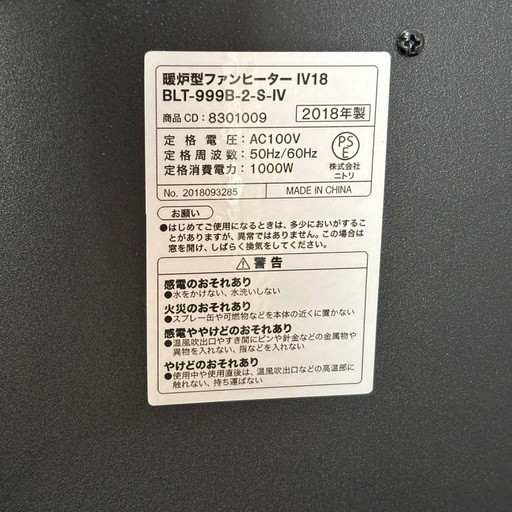 暖炉型ファンヒーター IV18
BLT-999B-2-S-IV
商品CD:8301009 2018年製
定格電圧:AC100V
定格周波数:50Hz/60Hz
定格消費電力:1000W
PSE
株式会社
ニトリ
No. 2018093285 MADE IN CHINA
お願い
●はじめてご使用になるときは、多少においがするこ
とがありますが、異常ではありません。この場合は
窓を開け、しばらく換気をしてください。
⚠警告
感電のおそれあり
●水をかけない、水洗いしない
火災のおそれあり
●スプレー缶や可燃物などを本体の近くに置かない
感電ややけどのおそれあり
●温風吹出口やすき間にピンや針金などの金属物や
異物を入れない、指などを入れない
やけどのおそれあり
●使用中や使用直後は、温風吹出口などの高温部に
触れない、持ち運ばない